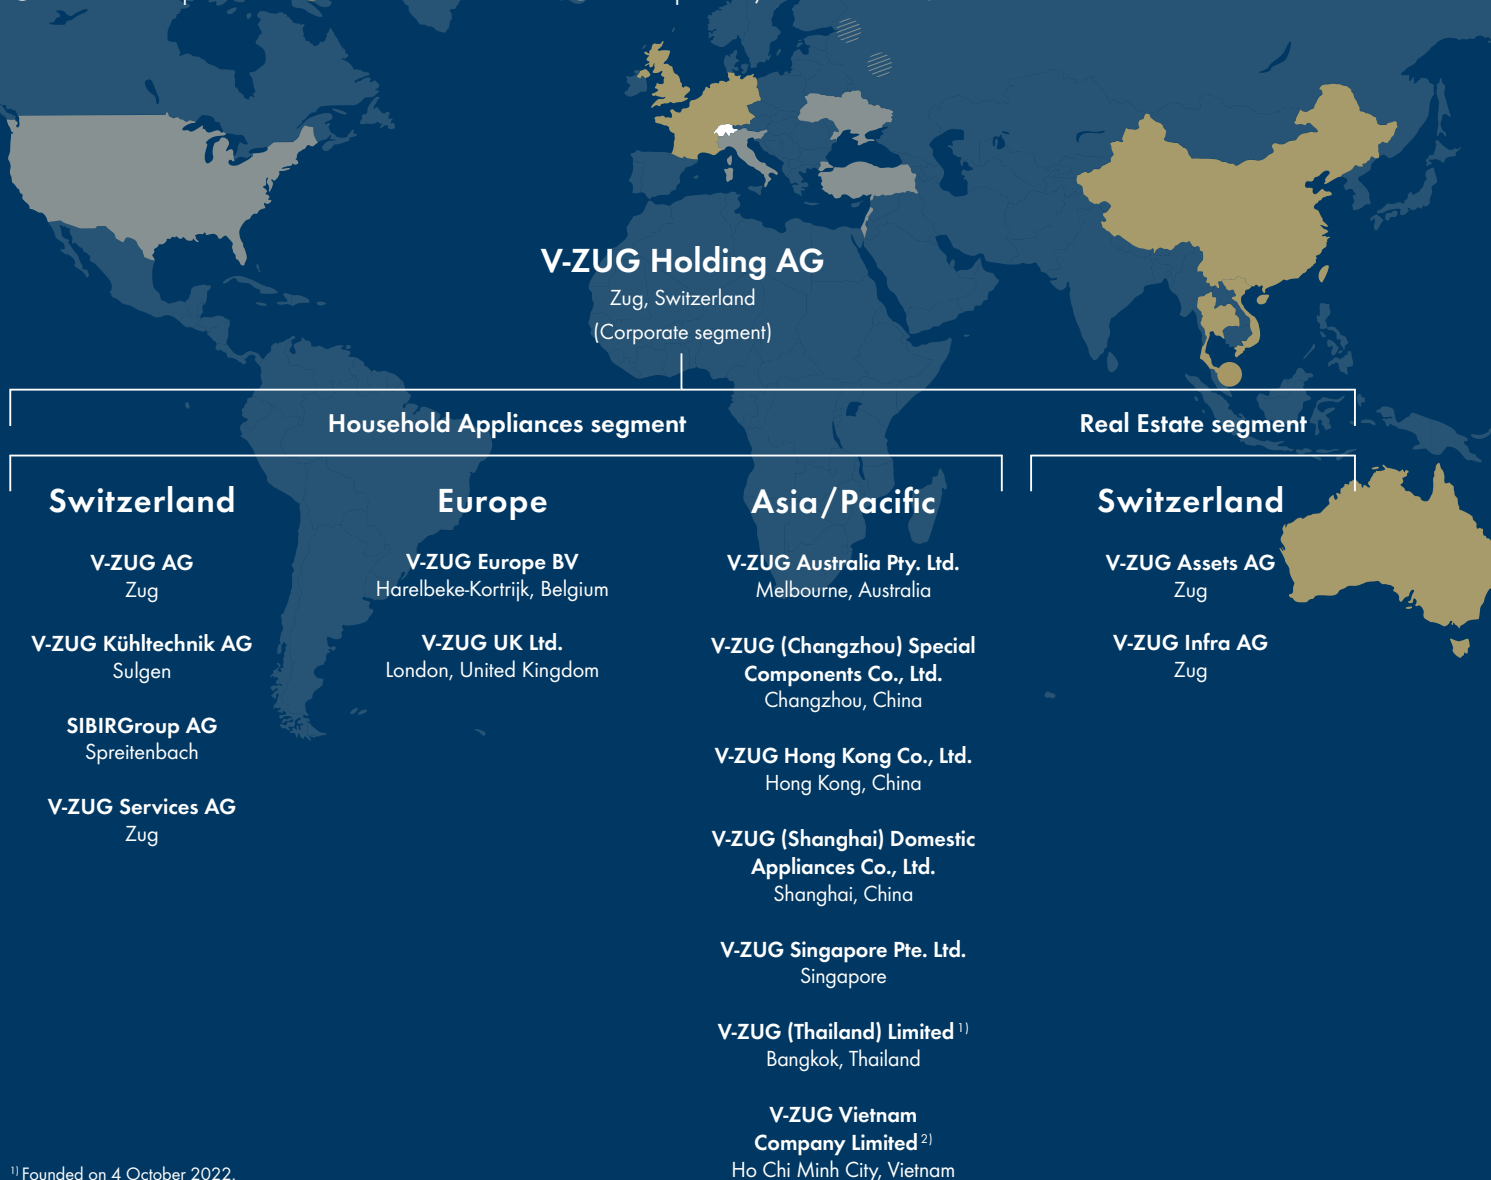 V-ZUG Holding AG
Zug, Switzerland
(Corporate segment)
Household Appliances segment
Real Estate segment
Switzerland
V-ZUG AG
Zug
V-ZUG Kühltechnik AG
Sulgen
SIBIRGroup AG
Spreitenbach
V-ZUG Services AG
Zug
Europe
V-ZUG Europe BV
Harelbeke-Kortrijk, Belgium
V-ZUG UK Ltd.
London, United Kingdom
Asia/Pacific
V-ZUG Australia Pty. Ltd.
Melbourne, Australia
V-ZUG (Changzhou) Special
Components Co., Ltd.
Changzhou, China
V-ZUG Hong Kong Co., Ltd.
Hong Kong, China
V-ZUG (Shanghai) Domestic
Appliances Co., Ltd.
Shanghai, China
V-ZUG Singapore Pte. Ltd.
Singapore
V-ZUG (Thailand) Limited 1)
Bangkok, Thailand
V-ZUG Vietnam
Company Limited 2)
Ho Chi Minh City, Vietnam
Switzerland
V-ZUG Assets AG
Zug
V-ZUG Infra AG
Zug
1) Founded on 4 October 2022.